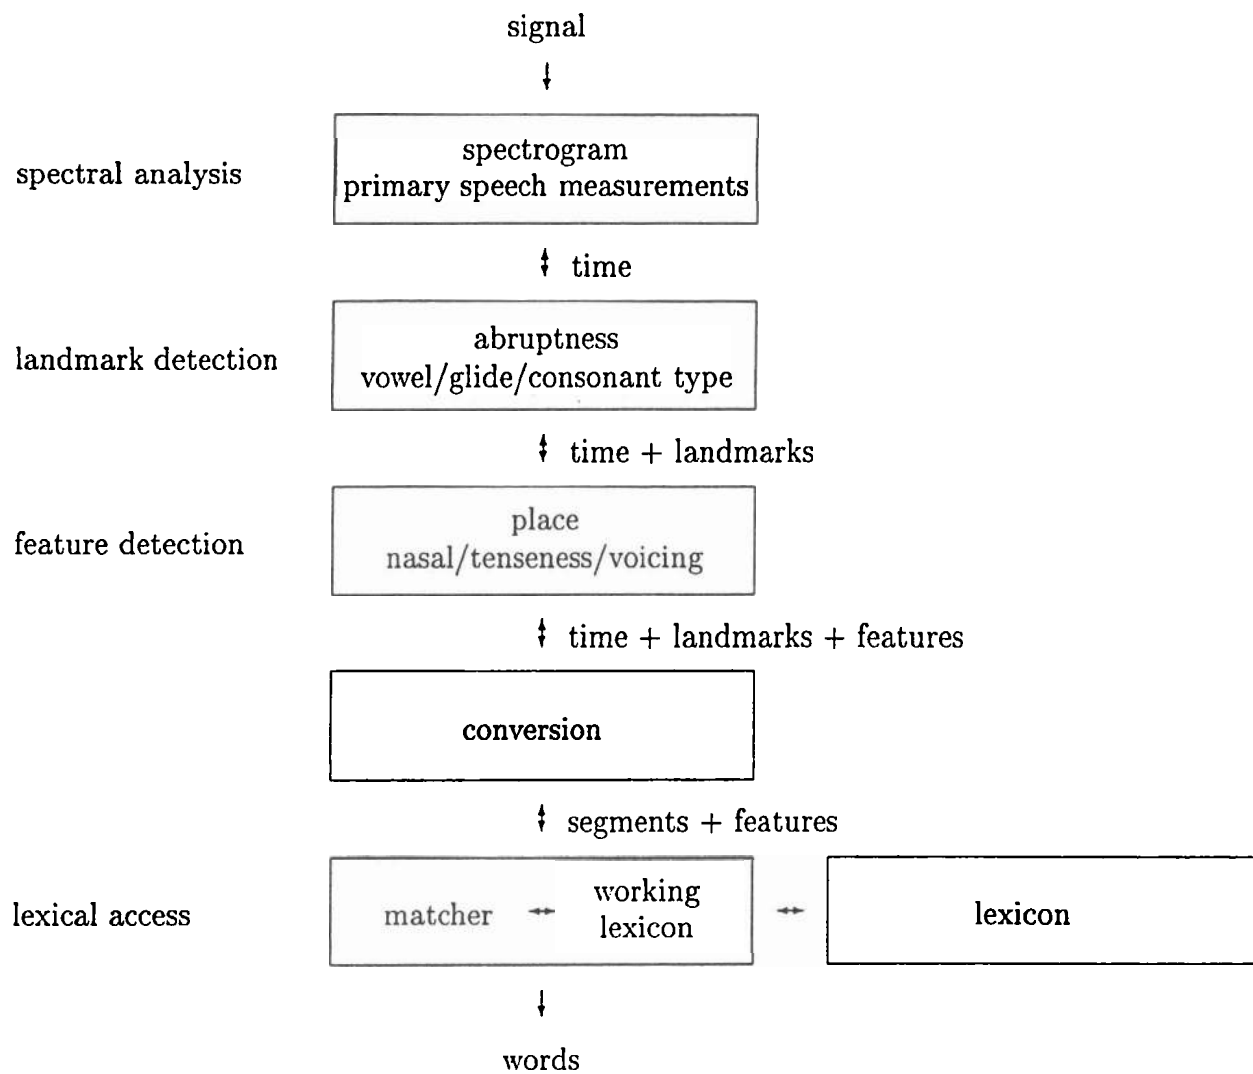 signal
spectral analysis
spectrogram
primary speech measurements
time
landmark detection
abruptness
vowel/glide/consonant type
time + landmarks
feature detection
place
nasal/tenseness/voicing
time + landmarks + features
conversion
segments + features
lexical access
matcher
working
lexicon
lexicon
words